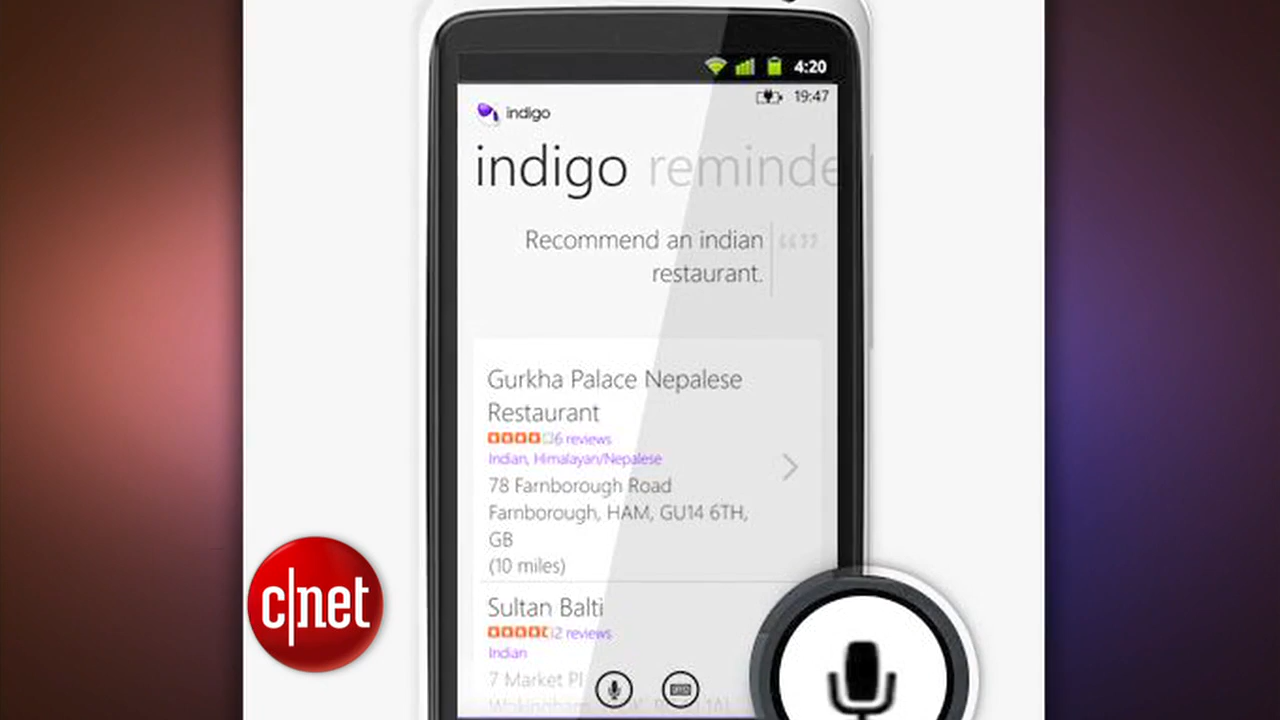 4:20
19:47
indigo
indigo reminde
Recommend an indian
restaurant.
Gurkha Palace Nepalese
Restaurant
6 reviews
Indian, Himalayan/Nepalese
78 Farnborough Road
Farnborough, HAM, GU14 6TH,
GB
(10 miles)
Sultan Balti
2 reviews
Indian
7 Market Pl
c|net